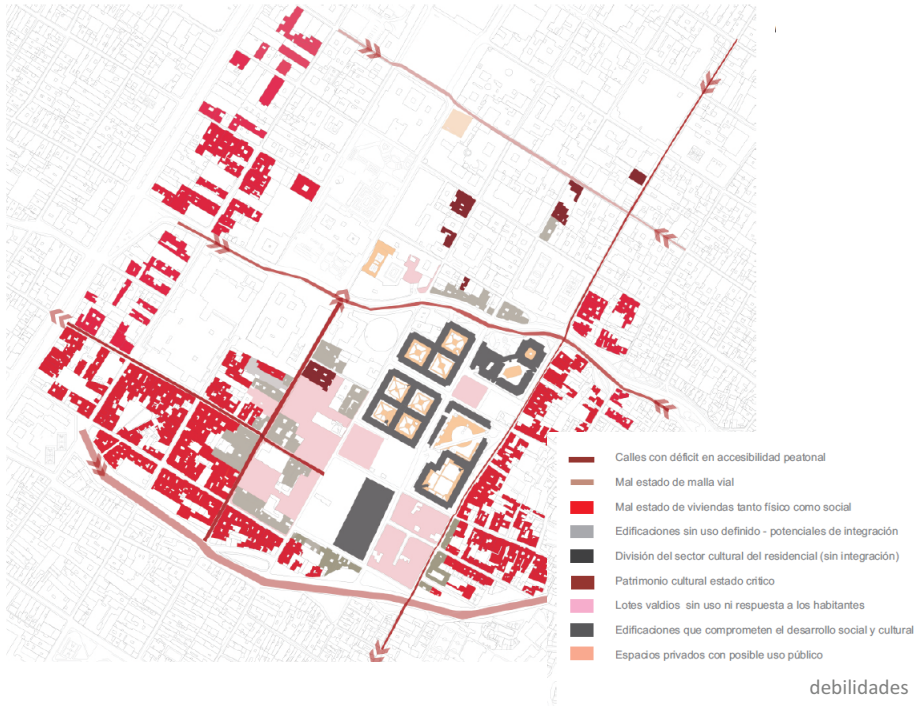 Calles con déficit en accesibilidad peatonal
Mal estado de malla vial
Mal estado de viviendas tanto físico como social
Edificaciones sin uso definido - potenciales de integración
División del sector cultural del residencial (sin integración)
Patrimonio cultural estado critico
Lotes valdios sin uso ni respuesta a los habitantes
Edificaciones que comprometen el desarrollo social y cultural
Espacios privados con posible uso público
debilidades